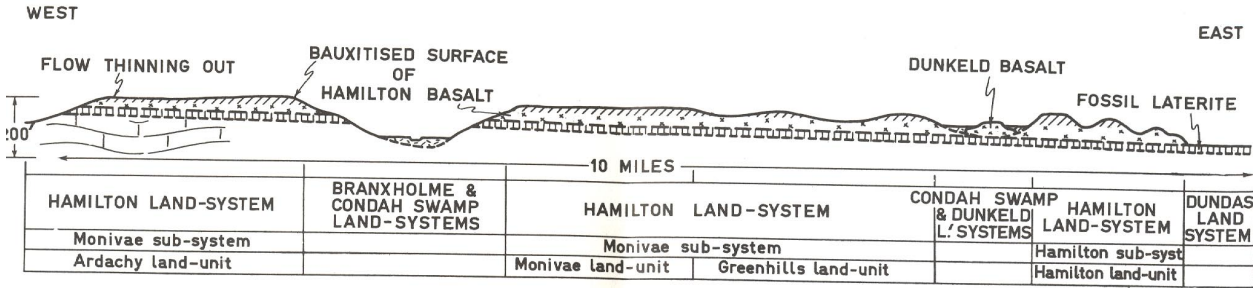 WEST
EAST
FLOW THINNING OUT
BAUXITISED SURFACE
OF
HAMILTON BASALT
DUNKELD BASALT
FOSSIL LATERITE
200'
10 MILES
HAMILTON LAND-SYSTEM
BRANXHOLME &
CONDAH SWAMP
LAND-SYSTEMS
HAMILTON LAND-SYSTEM
CONDAH SWAMP
& DUNKELD
L'SYSTEMS
HAMILTON
LAND-SYSTEM
DUNDAS
LAND
SYSTEM
Monivae sub-system
Monivae sub-system
Hamilton sub-syst
Ardachy land-unit
Monivae land-unit
Greenhills land-unit
Hamilton land-unit